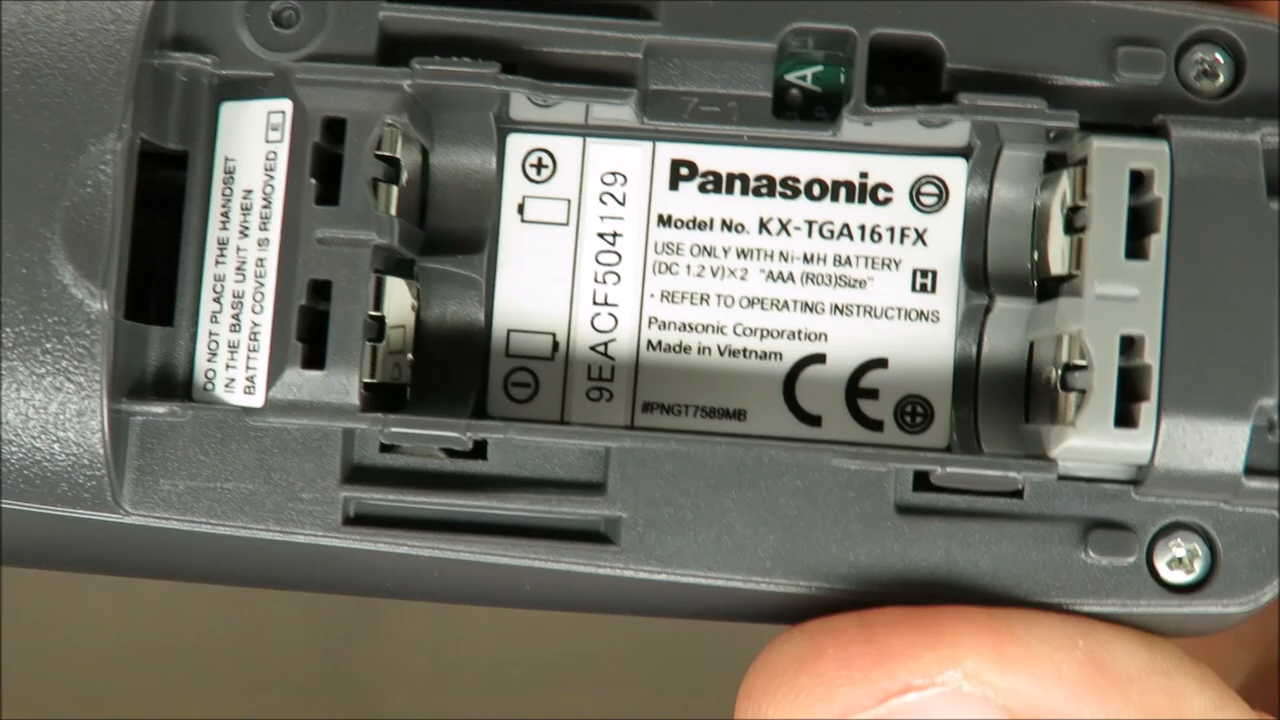 DO NOT PLACE THE HANDSET
IN THE BASE UNIT WHEN
BATTERY COVER IS REMOVED E
9EACF504129
Panasonic
Model No. KX-TGA161FX
USE ONLY WITH Ni-MH BATTERY
(DC 1.2 V)×2 "AAA (R03)Size" H
· REFER TO OPERATING INSTRUCTIONS
Panasonic Corporation
Made in Vietnam
CE
#PNGT7589MB
7-1
A